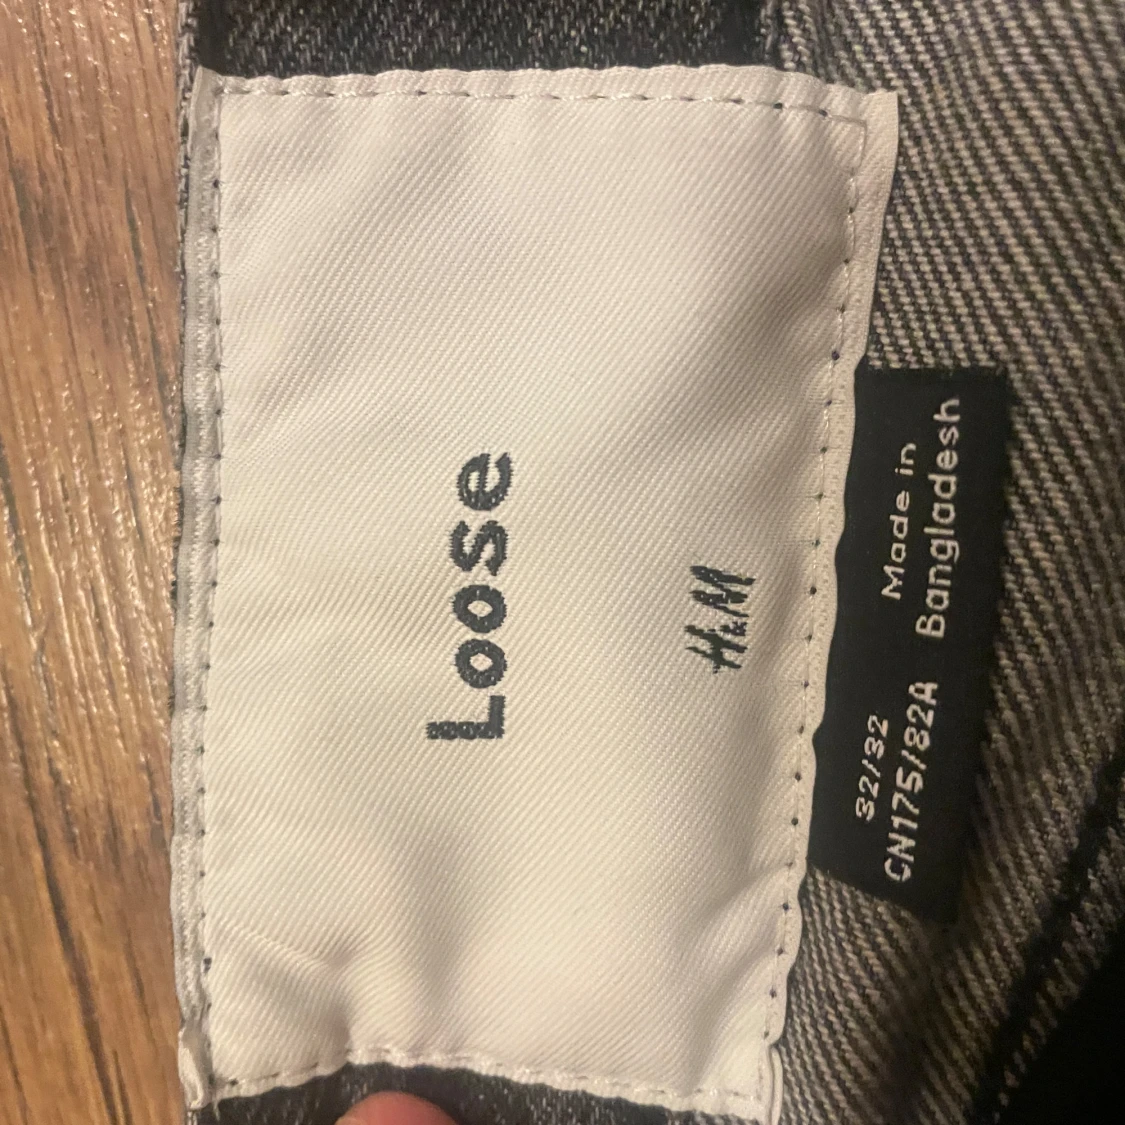 Loose
H&M
32/32
CN175/82A
Made in
Bangladesh